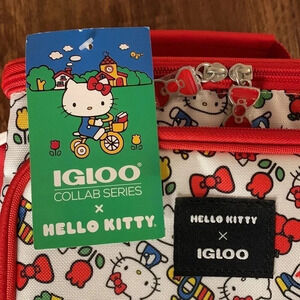 IGLOO
COLLAB SERIES
×
HELLO KITTY.
HELLO KITTY
×
IGLOO